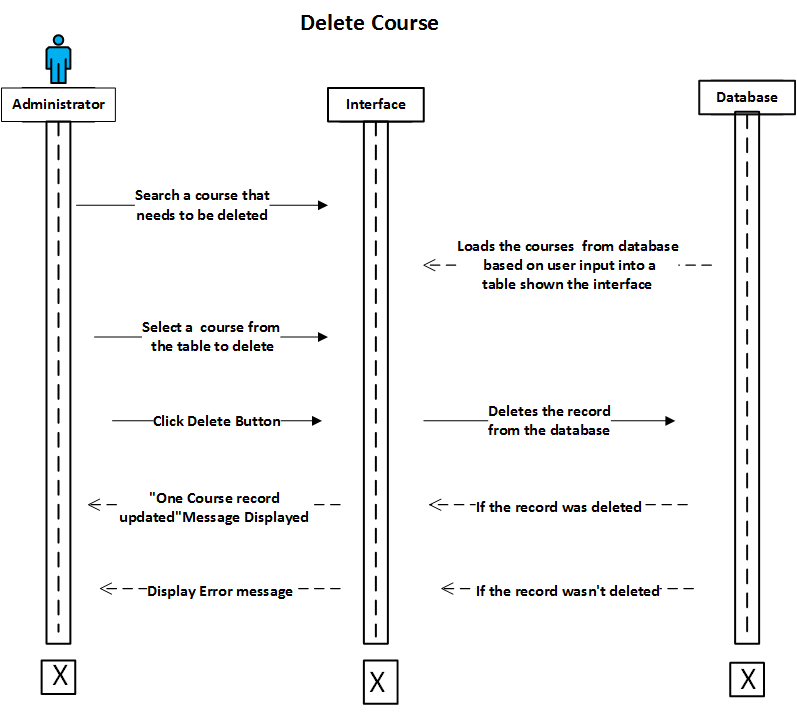 Delete Course
Administrator
Interface
Database
Search a course that
needs to be deleted
Loads the courses from database
based on user input into a
table shown the interface
Select a course from
the table to delete
Click Delete Button
Deletes the record
from the database
"One Course record
updated"Message Displayed
If the record was deleted
Display Error message
If the record wasn't deleted
X
X
X